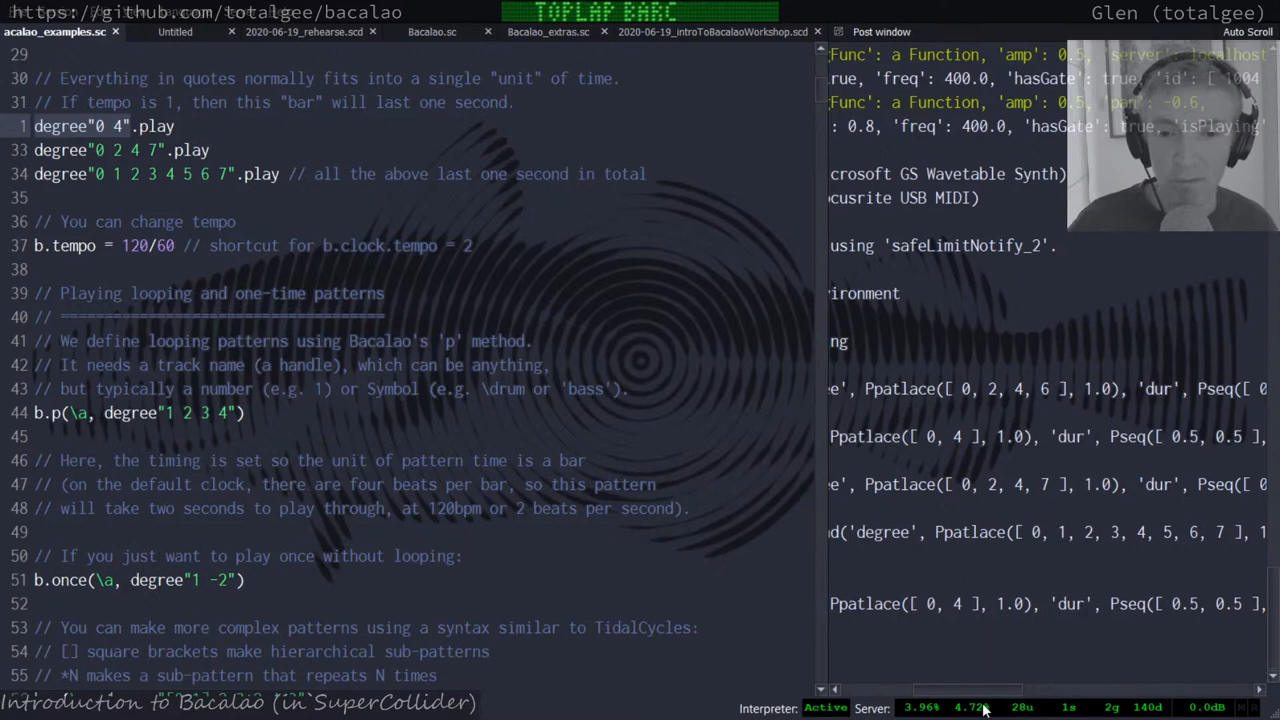 https://github.com/totalgee/bacalao
TOPLAP BARC
Glen (totalgee)
acalao_examples.sc
Untitled
2020-06-19_rehearse.scd
Bacalao.sc
Bacalao_extras.sc
2020-06-19_introToBacalaoWorkshop.scd
Post window
Auto Scroll
29
30 // Everything in quotes normally fits into a single "unit" of time.
31 // If tempo is 1, then this "bar" will last one second.
1 degree"0 4".play
33 degree"0 2 4 7".play
34 degree"0 1 2 3 4 5 6 7".play // all the above last one second in total
35
36 // You can change tempo
37 b.tempo = 120/60 // shortcut for b.clock.tempo = 2
38
39 // Playing looping and one-time patterns
40 // ===================================
41 // We define looping patterns using Bacalao's 'p' method.
42 // It needs a track name (a handle), which can be anything,
43 // but typically a number (e.g. 1) or Symbol (e.g. \drum or 'bass').
44 b.p(\a, degree"1 2 3 4")
45
46 // Here, the timing is set so the unit of pattern time is a bar
47 // (on the default clock, there are four beats per bar, so this pattern
48 // will take two seconds to play through, at 120bpm or 2 beats per second).
49
50 // If you just want to play once without looping:
51 b.once(\a, degree"1 -2")
52
53 // You can make more complex patterns using a syntax similar to TidalCycles:
54 // [] square brackets make hierarchical sub-patterns
55 // *N makes a sub-pattern that repeats N times
gFunc': a Function, 'amp': 0.5, 'server': localhost
rue, 'freq': 400.0, 'hasGate': true, 'id': [ 1004
gFunc': a Function, 'amp': 0.5, 'pan': -0.6,
: 0.8, 'freq': 400.0, 'hasGate': true, 'isPlaying'
icrosoft GS Wavetable Synth)
ocusrite USB MIDI)
using 'safeLimitNotify_2'.
vironment
ng
ee', Ppatlace([ 0, 2, 4, 6 ], 1.0), 'dur', Pseq([ 0
Ppatlace([ 0, 4 ], 1.0), 'dur', Pseq([ 0.5, 0.5 ],
ee', Ppatlace([ 0, 2, 4, 7 ], 1.0), 'dur', Pseq([ 0
nd('degree', Ppatlace([ 0, 1, 2, 3, 4, 5, 6, 7 ], 1
Ppatlace([ 0, 4 ], 1.0), 'dur', Pseq([ 0.5, 0.5 ],
Introduction to Bacalao (in SuperCollider)
Interpreter: Active Server: 3.96% 4.72% 28u 1s 2g 140d 0.0dB M R